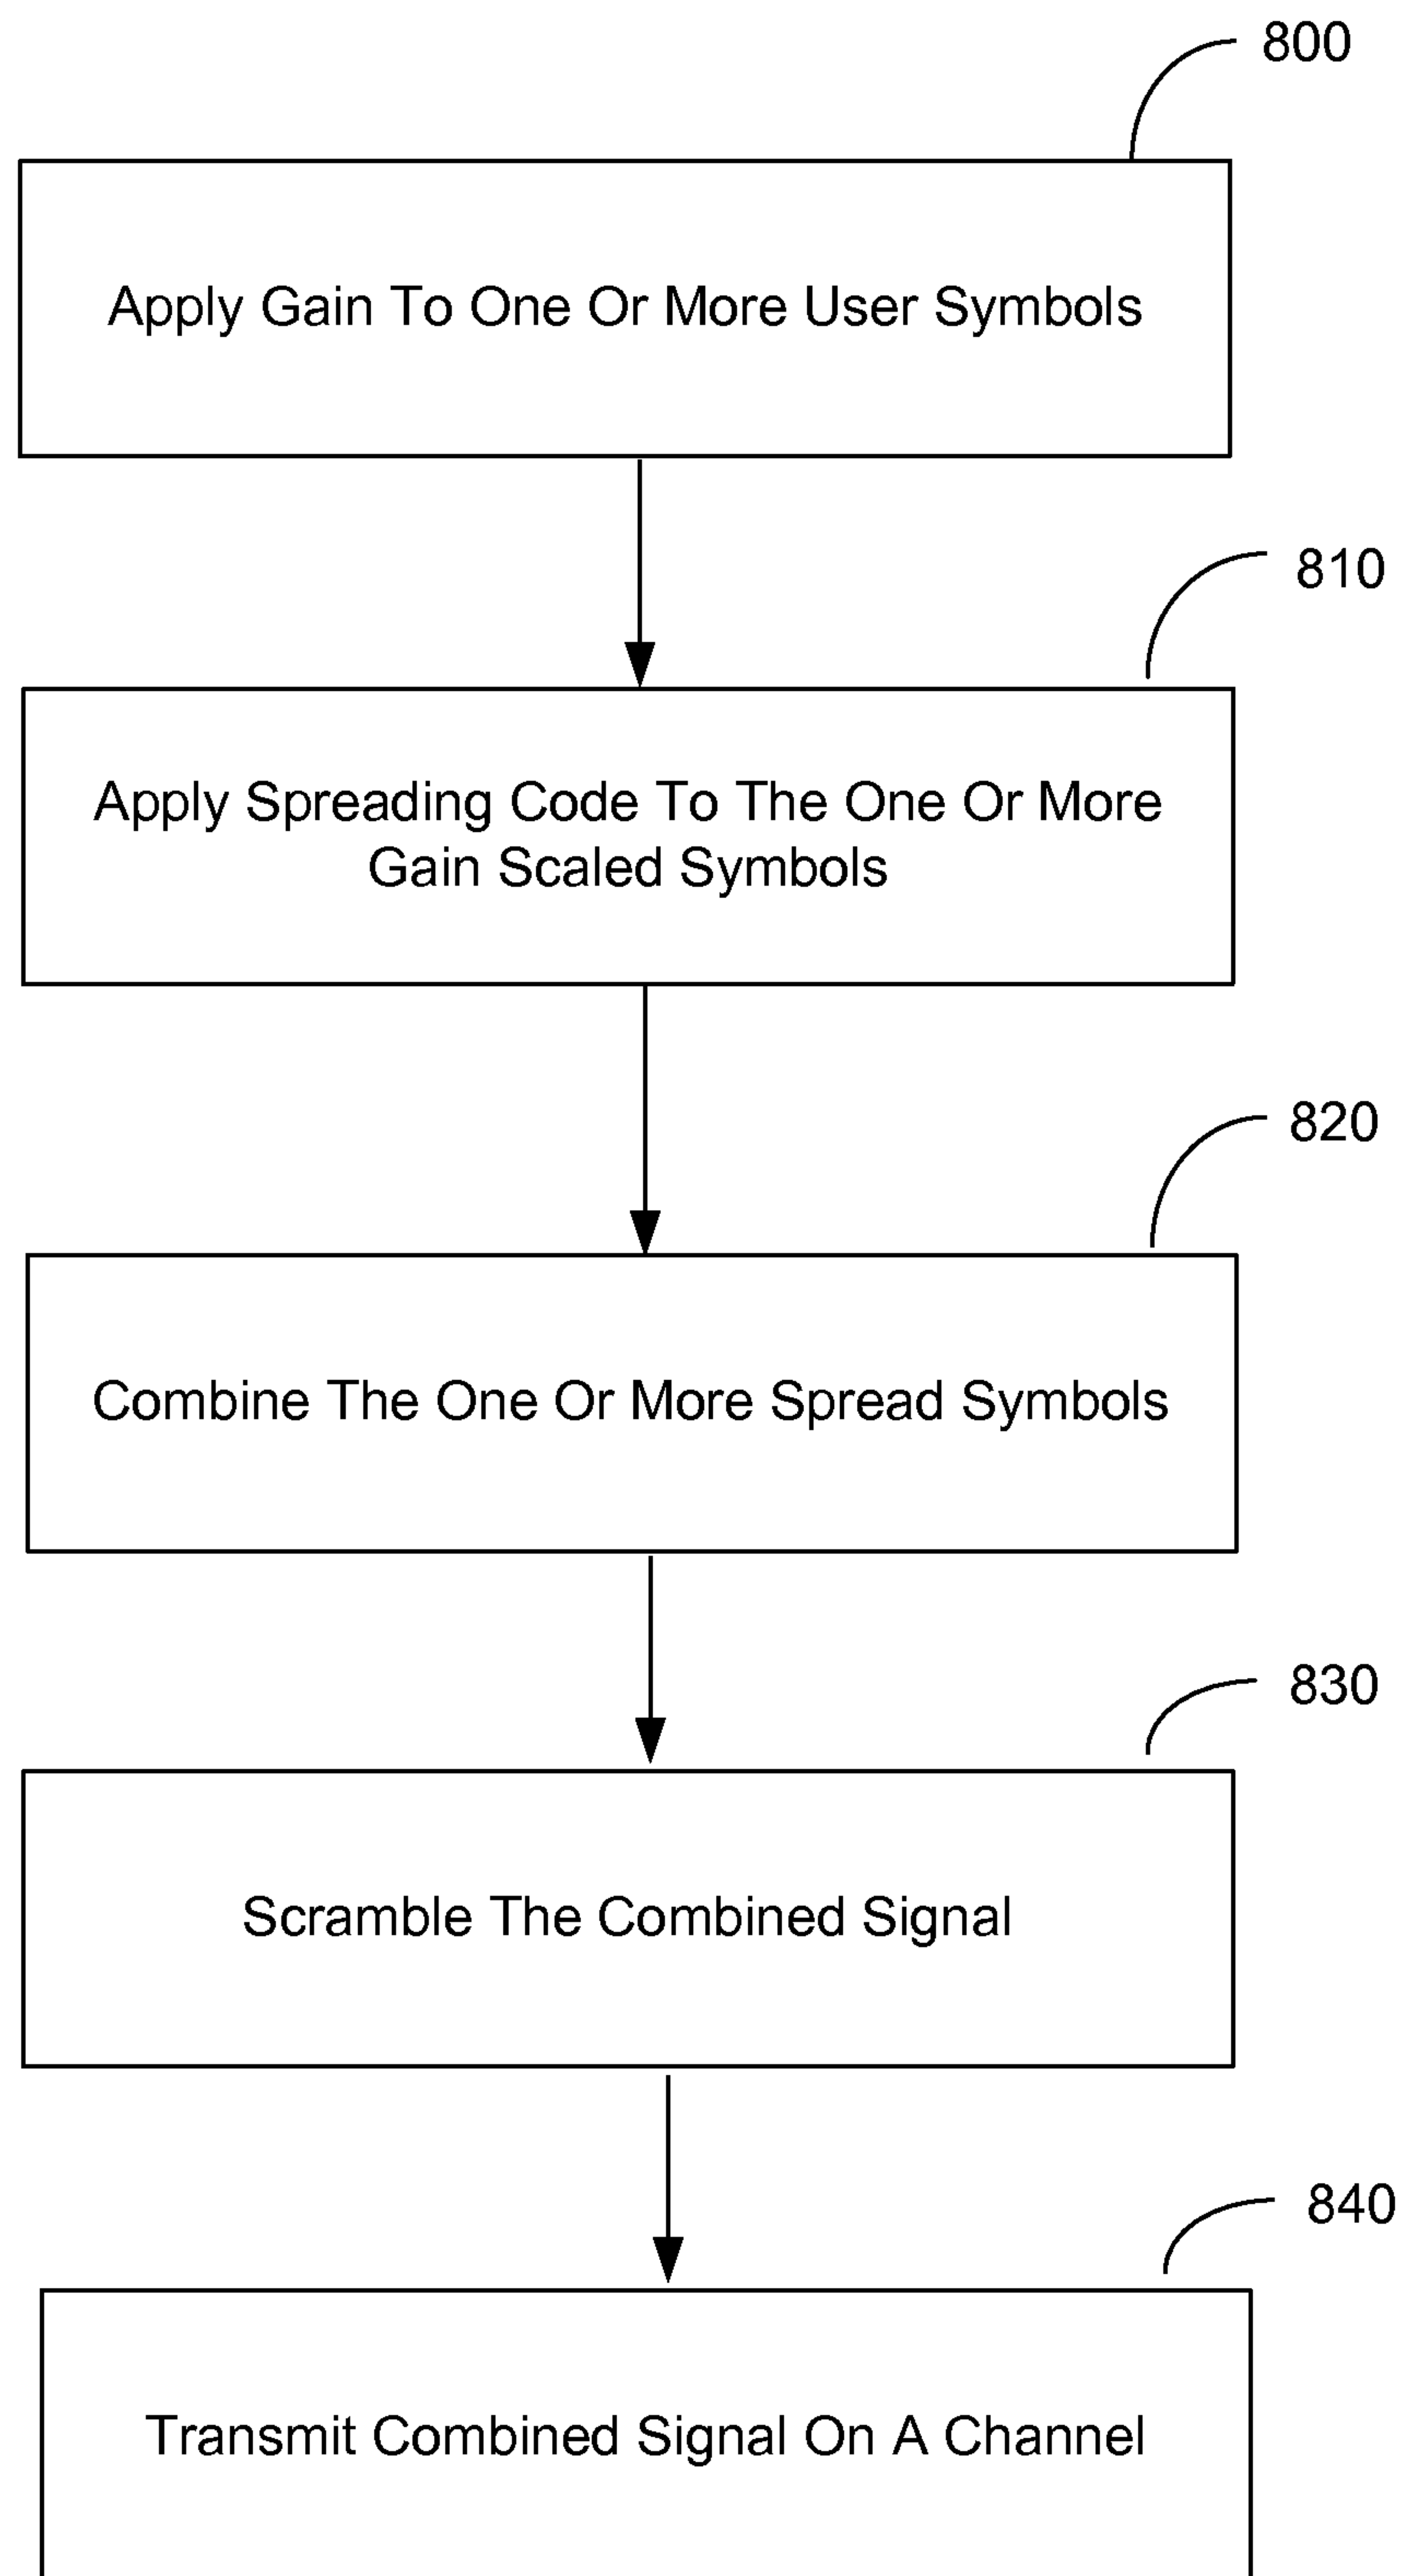 800
Apply Gain To One Or More User Symbols
810
Apply Spreading Code To The One Or More
Gain Scaled Symbols
820
Combine The One Or More Spread Symbols
830
Scramble The Combined Signal
840
Transmit Combined Signal On A Channel